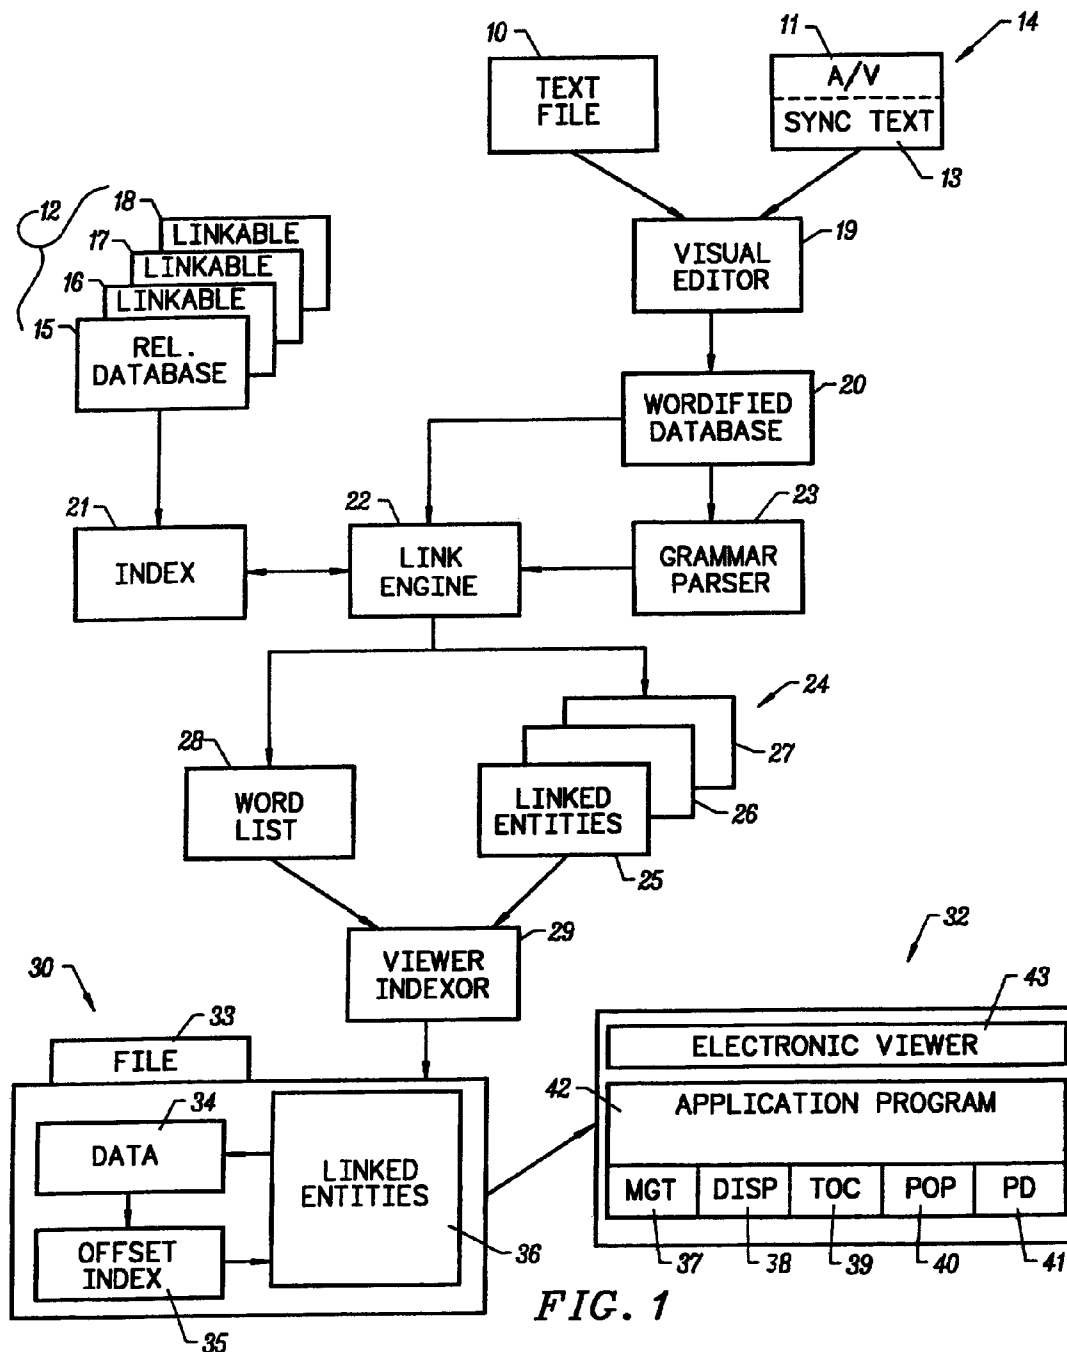 10
11
14
TEXT
FILE
A/V
SYNC TEXT
13
12
18
LINKABLE
17
LINKABLE
16
LINKABLE
15
REL.
DATABASE
VISUAL
EDITOR
19
WORDIFIED
DATABASE
20
21
INDEX
22
LINK
ENGINE
23
GRAMMAR
PARSER
24
27
26
28
WORD
LIST
LINKED
ENTITIES
25
29
VIEWER
INDEXOR
30
32
33
FILE
34
DATA
LINKED
ENTITIES
OFFSET
INDEX
36
35
43
ELECTRONIC VIEWER
42
APPLICATION PROGRAM
MGT DISP TOC POP PD
37 38 39 40 41
FIG. 1